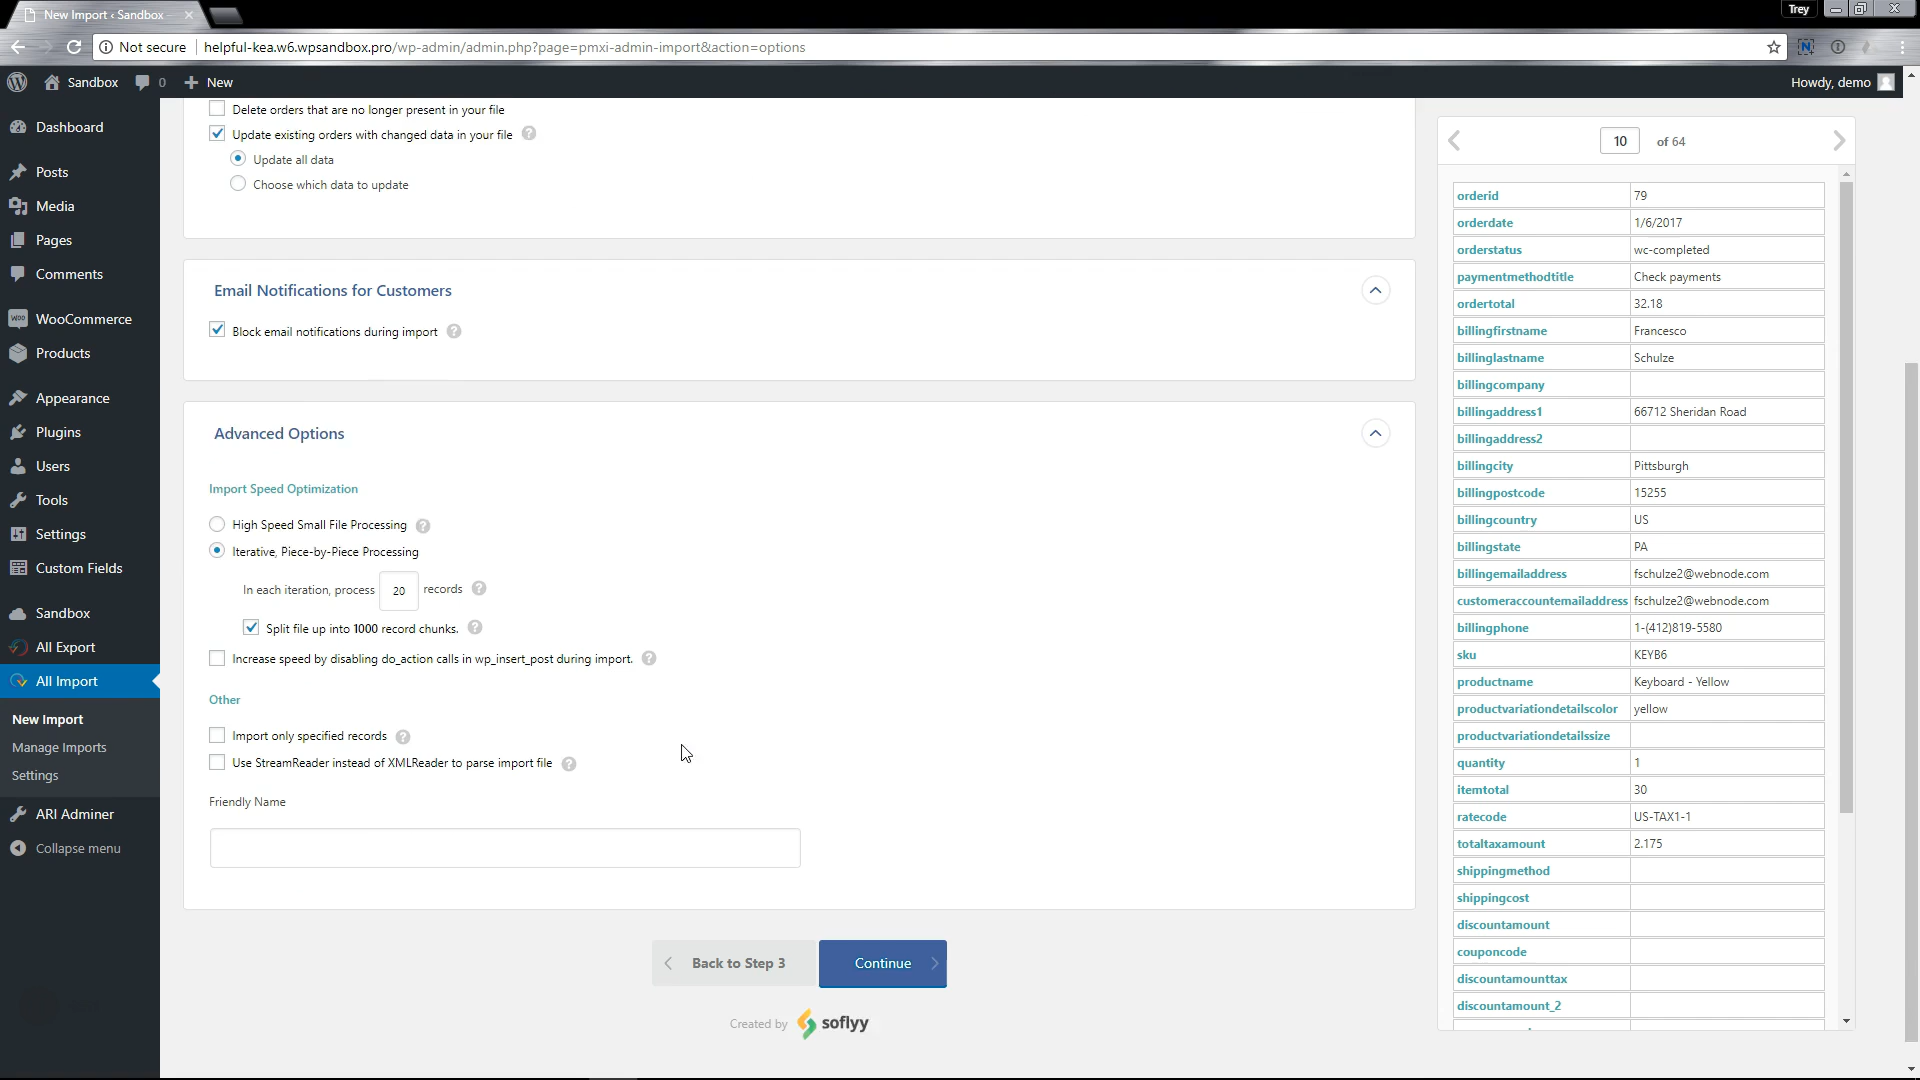 New Import ‹ Sandbox
Trey
Not secure
helpful-kea.w6.wpsandbox.pro/wp-admin/admin.php?page=pmxi-admin-import&action=options
Sandbox
0
New
Howdy, demo
Dashboard
Posts
Media
Pages
Comments
WooCommerce
Products
Appearance
Plugins
Users
Tools
Settings
Custom Fields
Sandbox
All Export
All Import
New Import
Manage Imports
Settings
ARI Adminer
Collapse menu
Delete orders that are no longer present in your file
Update existing orders with changed data in your file ?
Update all data
Choose which data to update
Email Notifications for Customers
Block email notifications during import ?
Advanced Options
Import Speed Optimization
High Speed Small File Processing ?
Iterative, Piece-by-Piece Processing
In each iteration, process 20 records ?
Split file up into 1000 record chunks. ?
Increase speed by disabling do_action calls in wp_insert_post during import. ?
Other
Import only specified records ?
Use StreamReader instead of XMLReader to parse import file ?
Friendly Name
Back to Step 3
Continue
Created by soflyy
10 of 64
orderid 79
orderdate 1/6/2017
orderstatus wc-completed
paymentmethodtitle Check payments
ordertotal 32.18
billingfirstname Francesco
billinglastname Schulze
billingcompany
billingaddress1 66712 Sheridan Road
billingaddress2
billingcity Pittsburgh
billingpostcode 15255
billingcountry US
billingstate PA
billingemailaddress fschulze2@webnode.com
customeraccountemailaddress fschulze2@webnode.com
billingphone 1-(412)819-5580
sku KEYB6
productname Keyboard - Yellow
productvariationdetailscolor yellow
productvariationdetailssize
quantity 1
itemtotal 30
ratecode US-TAX1-1
totaltaxamount 2.175
shippingmethod
shippingcost
discountamount
couponcode
discountamounttax
discountamount_2